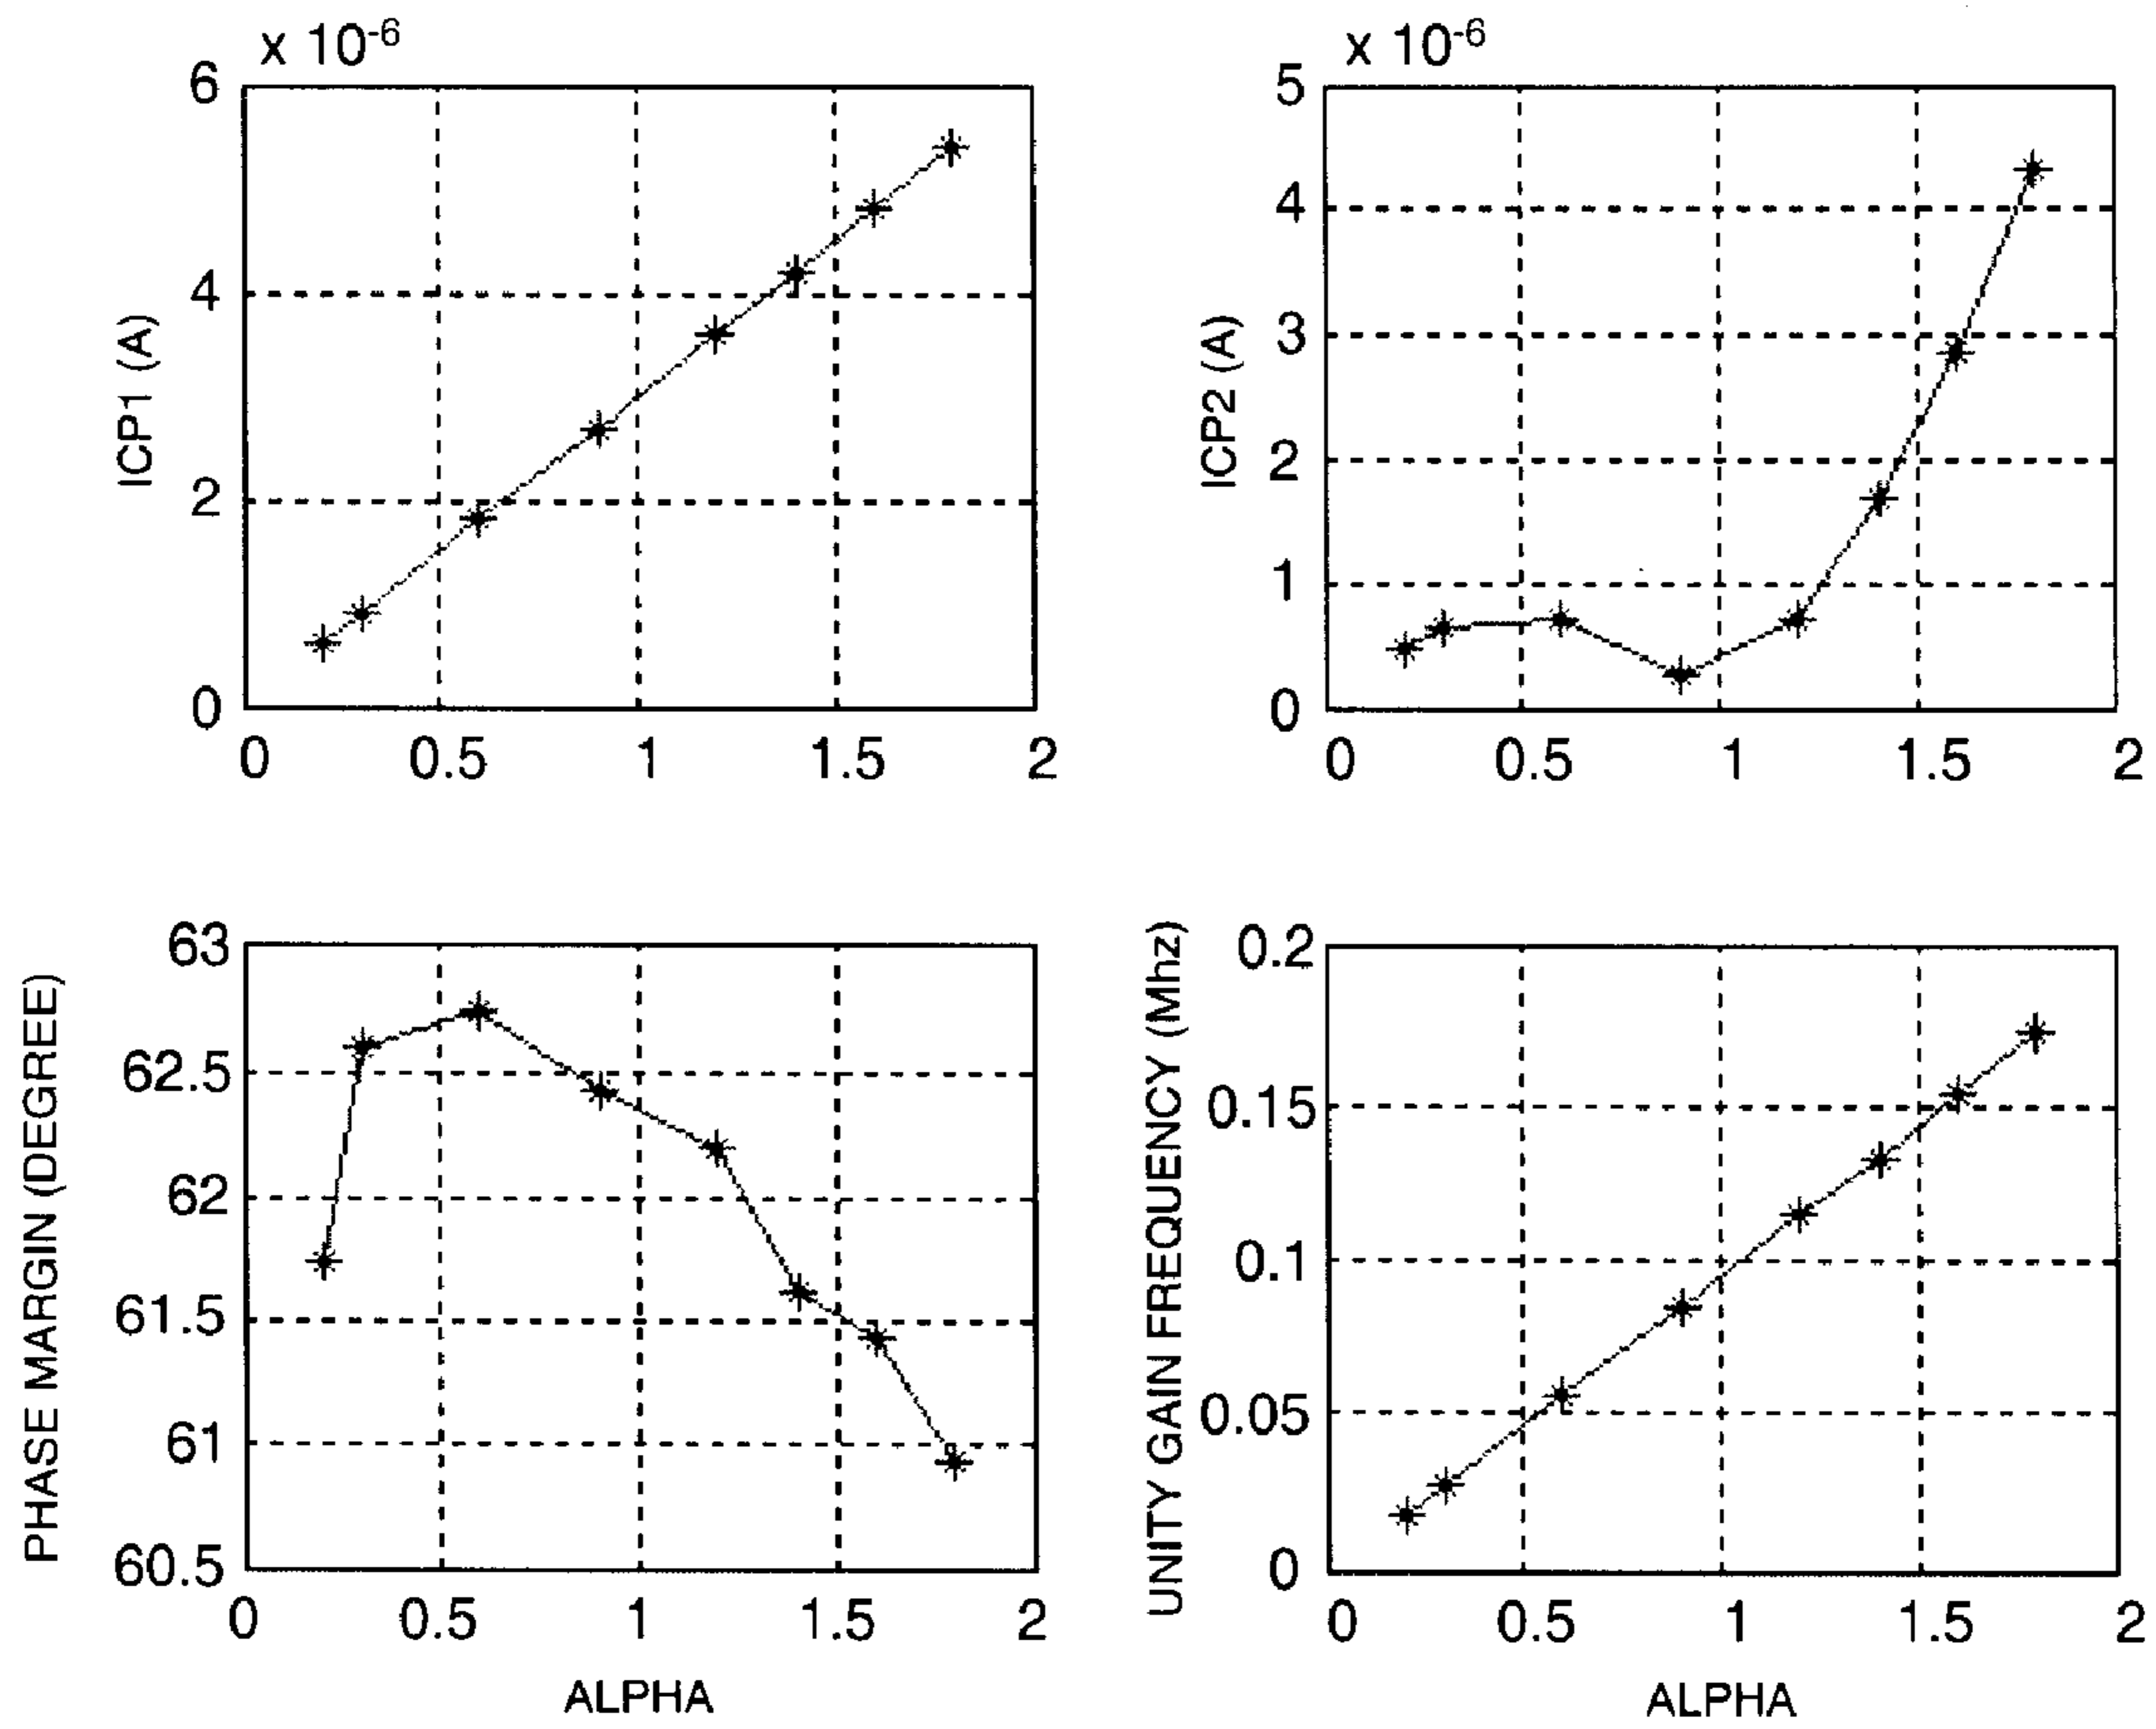 x 10-6
6
4
2
0
ICP1 (A)
0 0.5 1 1.5 2
x 10-6
5
4
3
2
1
0
ICP2 (A)
0 0.5 1 1.5 2
63
62.5
62
61.5
61
60.5
PHASE MARGIN (DEGREE)
0 0.5 1 1.5 2
ALPHA
0.2
0.15
0.1
0.05
0
UNITY GAIN FREQUENCY (Mhz)
0 0.5 1 1.5 2
ALPHA